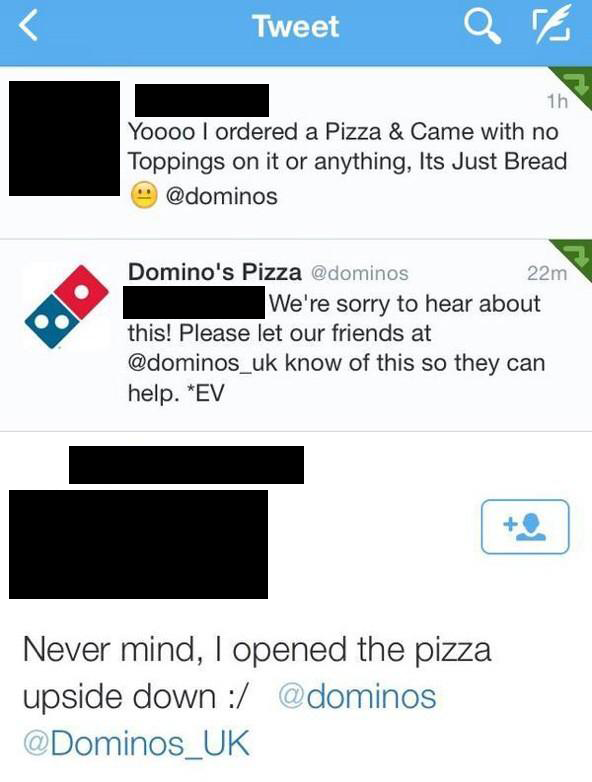 Tweet
1h
Yoooo I ordered a Pizza & Came with no
Toppings on it or anything, Its Just Bread
😐 @dominos
Domino's Pizza @dominos 22m
We're sorry to hear about
this! Please let our friends at
@dominos_uk know of this so they can
help. *EV
Never mind, I opened the pizza
upside down :/ @dominos
@Dominos_UK